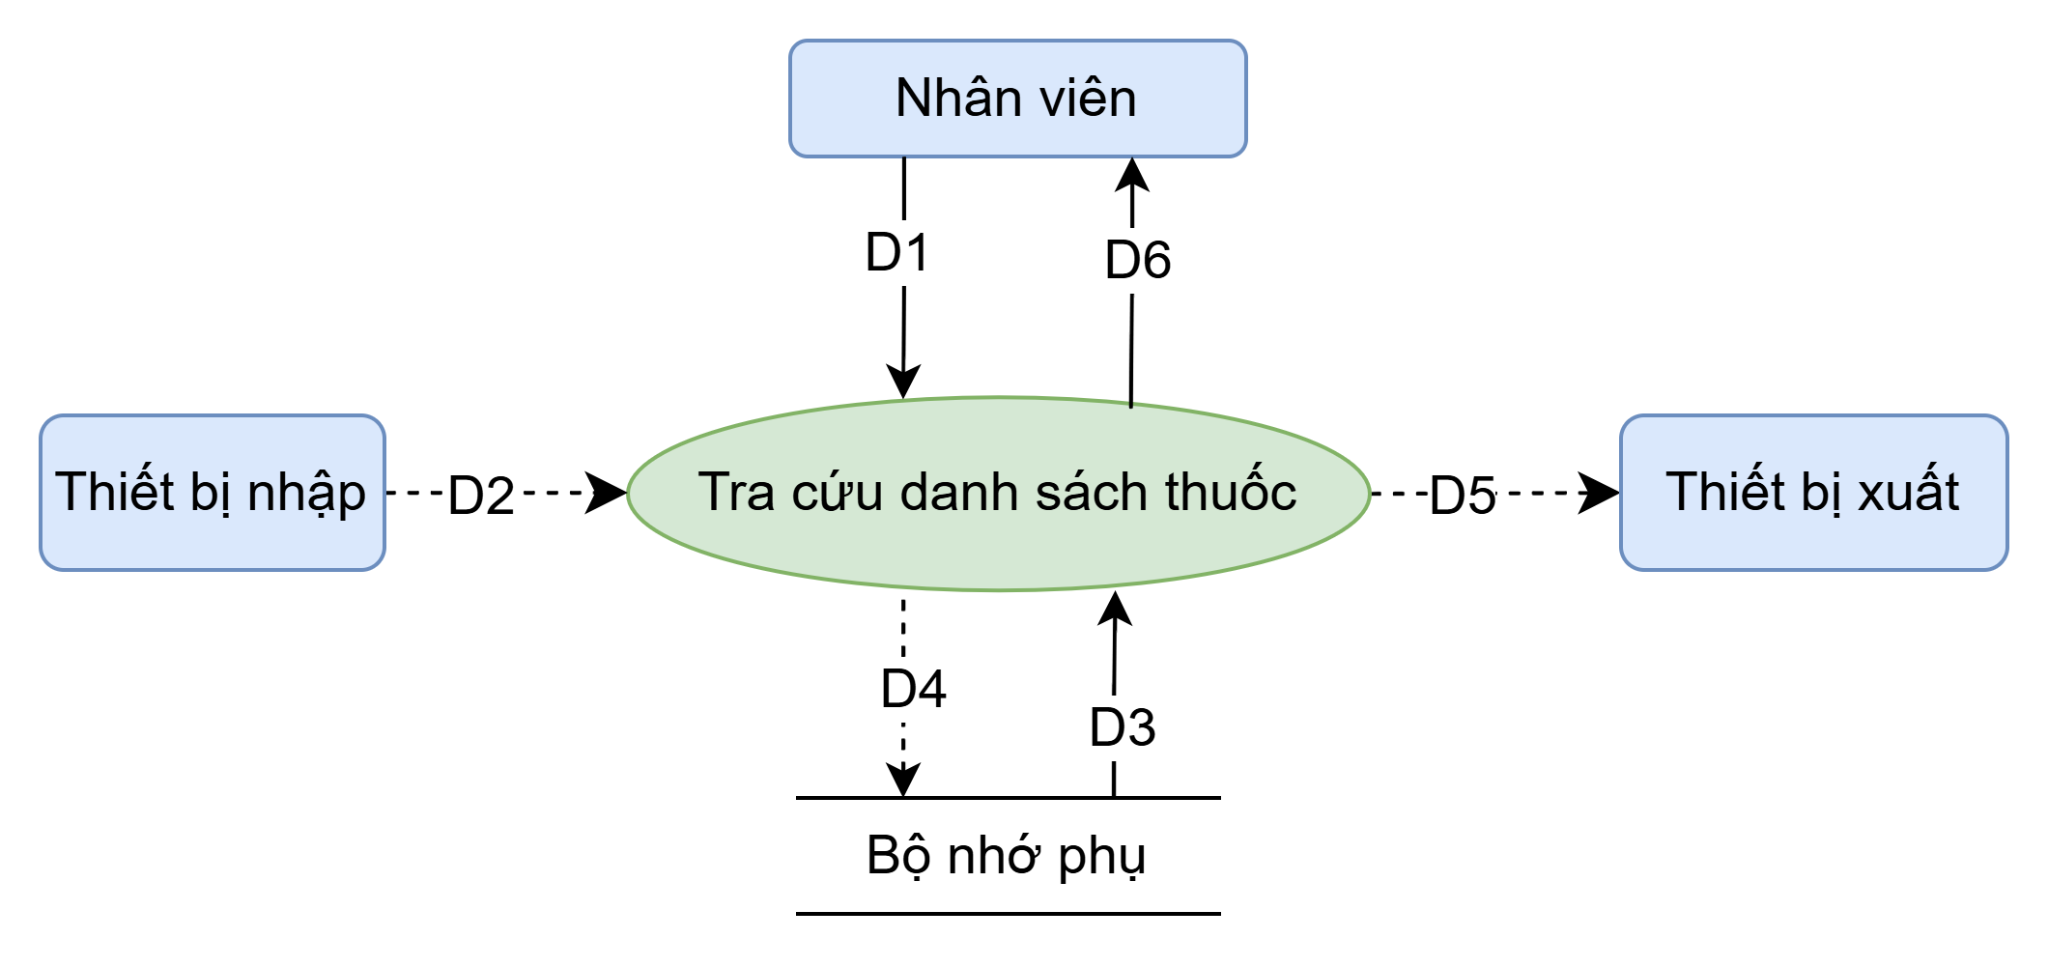 Nhân viên
D1
D6
Thiết bị nhập
D2
Tra cứu danh sách thuốc
D5
Thiết bị xuất
D4
D3
Bộ nhớ phụ